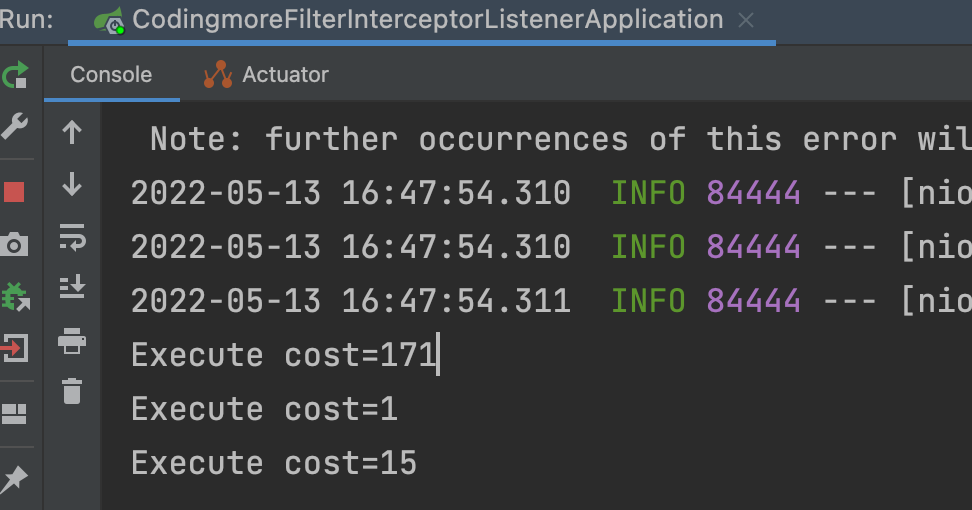 Run: CodingmoreFilterInterceptorListenerApplication
Console Actuator
Note: further occurrences of this error wil
2022-05-13 16:47:54.310 INFO 84444 --- [nio
2022-05-13 16:47:54.310 INFO 84444 --- [nio
2022-05-13 16:47:54.311 INFO 84444 --- [nio
Execute cost=171
Execute cost=1
Execute cost=15